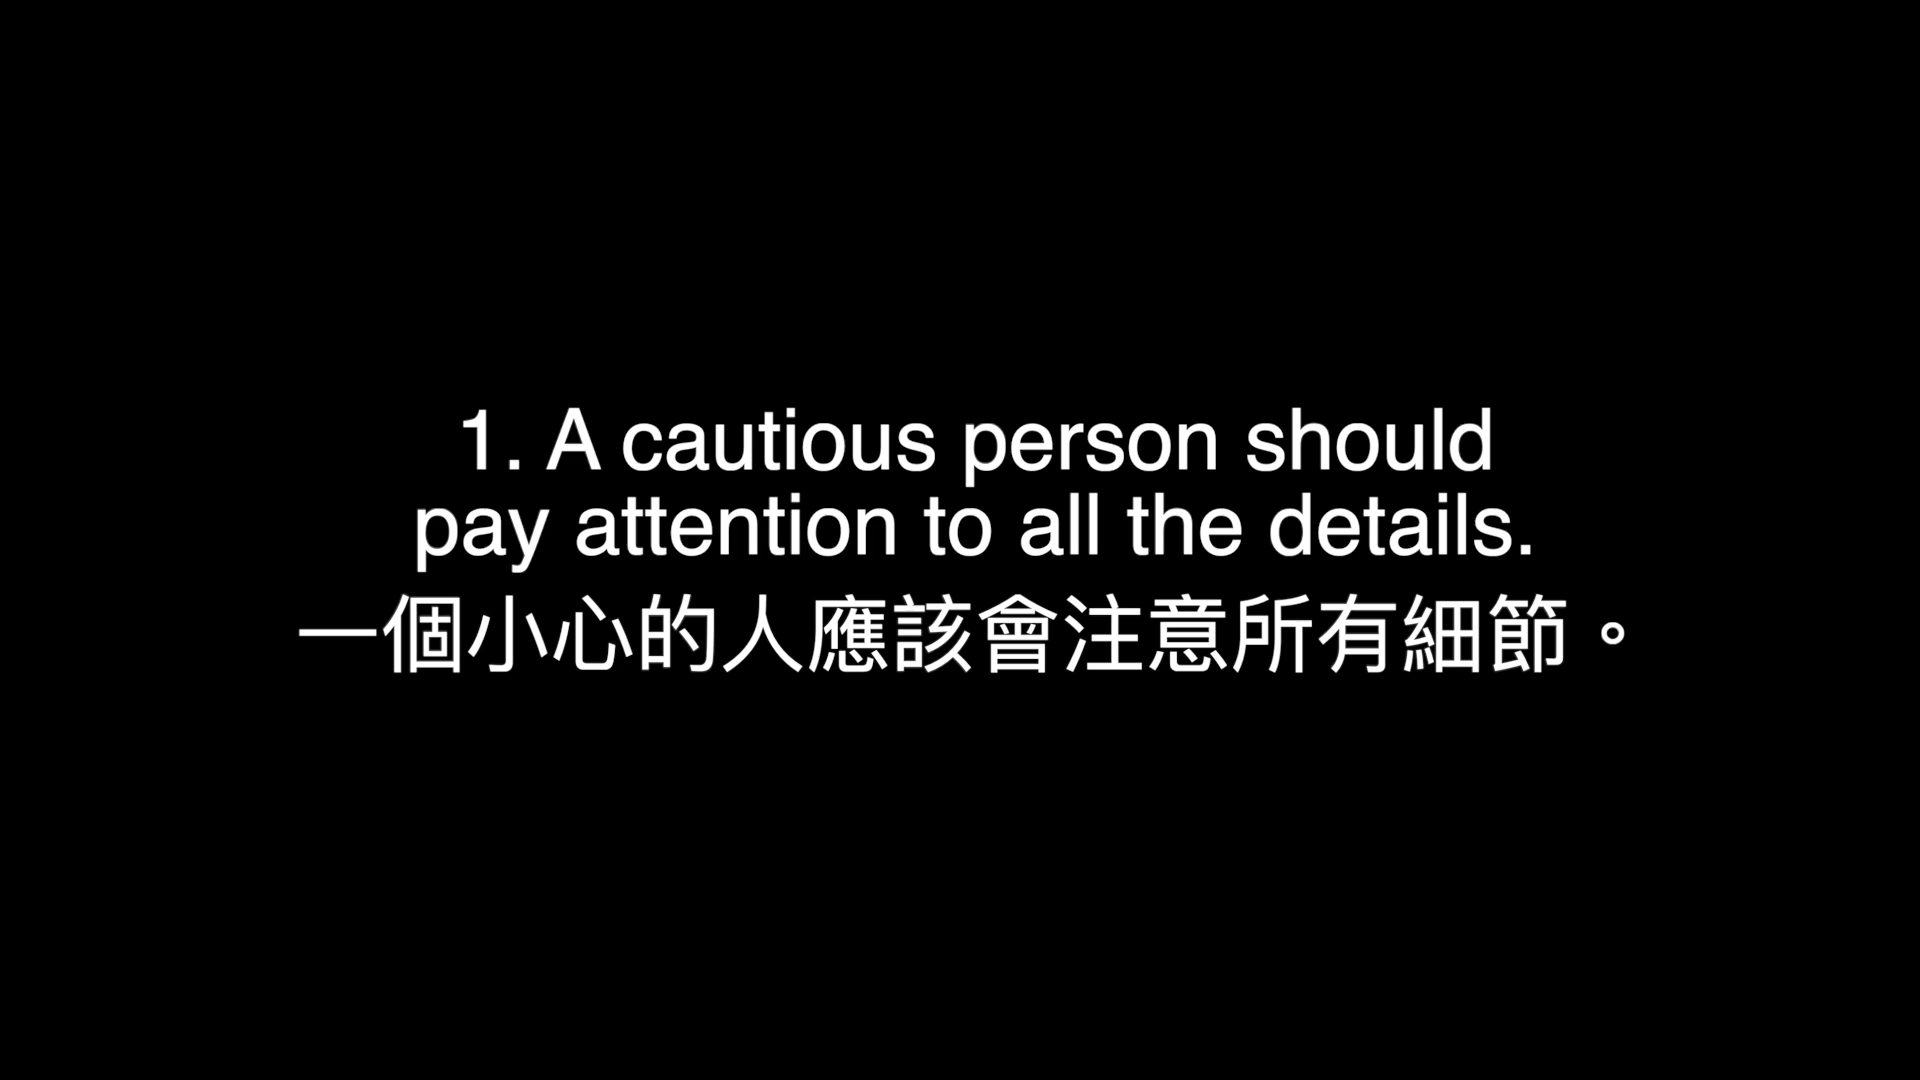 1. A cautious person should
pay attention to all the details.
一個小心的人應該會注意所有細節。